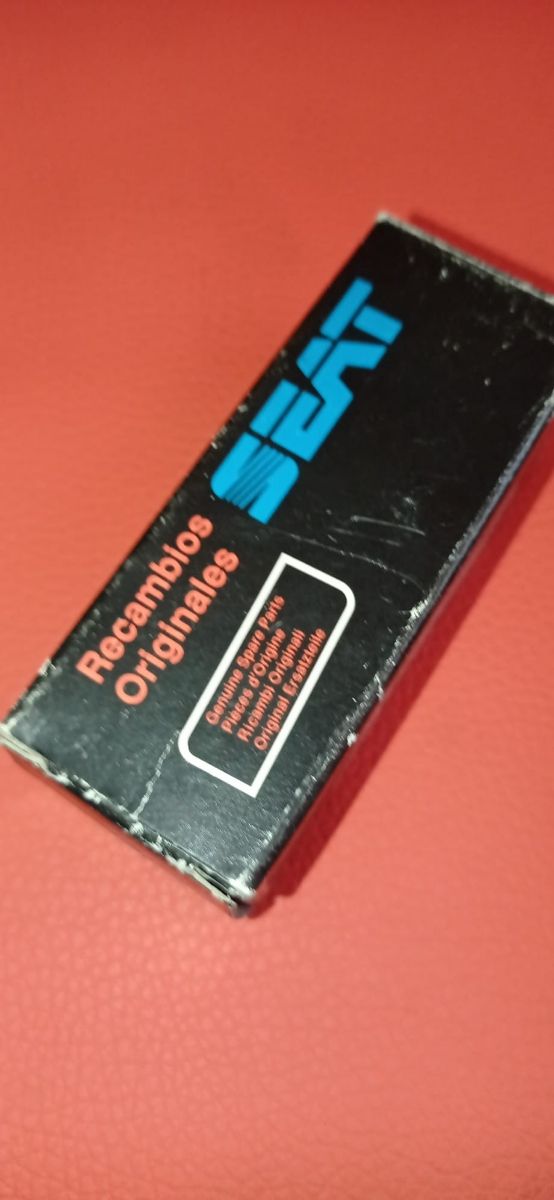 SEAT
Recambios
Originales
Genuine Spare Parts
Pièces d'Origine
Ricambi Originali
Original Ersatzteile